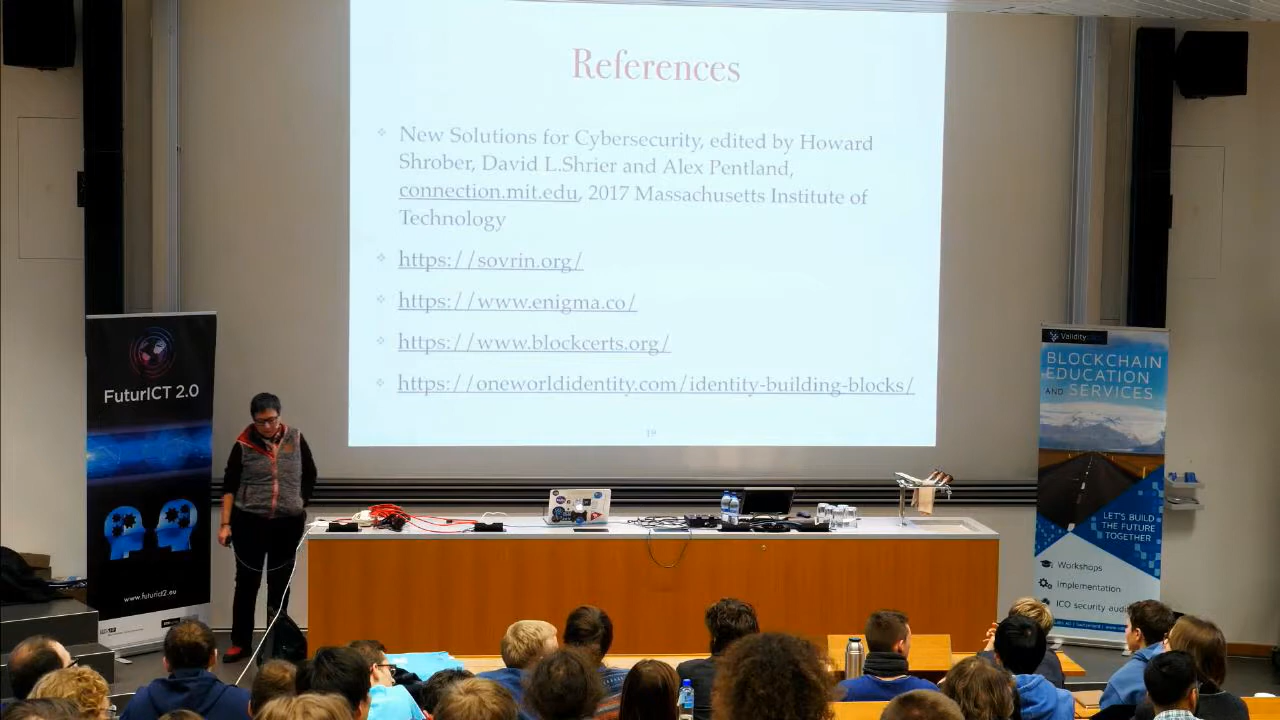 References
New Solutions for Cybersecurity, edited by Howard
Shrober, David L.Shrier and Alex Pentland,
connection.mit.edu, 2017 Massachusetts Institute of
Technology
https://sovrin.org/
https://www.enigma.co/
https://www.blockcerts.org/
https://oneworldidentity.com/identity-building-blocks/
19
FuturICT 2.0
www.futurict2.eu
Validity
BLOCKCHAIN
EDUCATION
AND SERVICES
LET'S BUILD
THE FUTURE
TOGETHER
Workshops
Implementation
ICO security audi